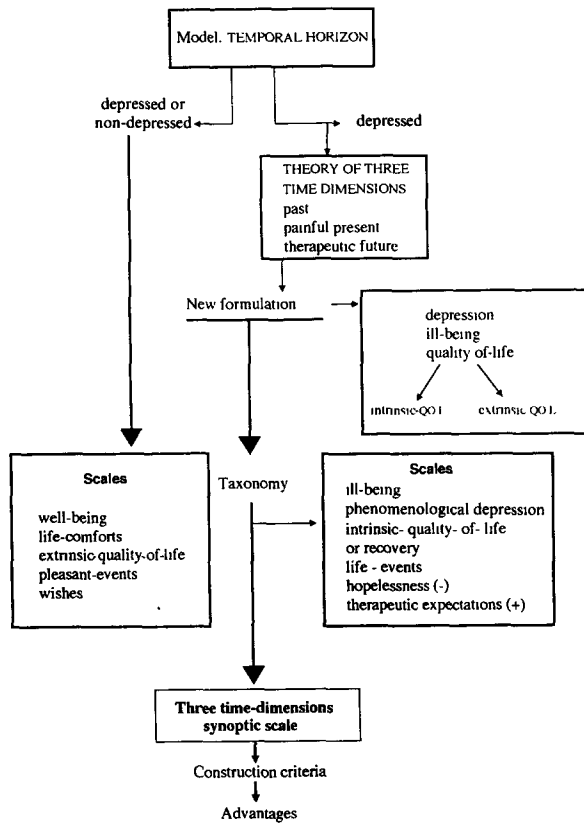 Model. TEMPORAL HORIZON
depressed or
non-depressed
depressed
THEORY OF THREE
TIME DIMENSIONS
past
painful present
therapeutic future
New formulation
depression
ill-being
quality of-life
intrinsic-QOL
extrinsic QOL
Scales
well-being
life-comforts
extrinsic quality-of-life
pleasant-events
wishes
Taxonomy
Scales
ill-being
phenomenological depression
intrinsic- quality- of- life
or recovery
life - events
hopelessness (-)
therapeutic expectations (+)
Three time-dimensions
synoptic scale
Construction criteria
Advantages